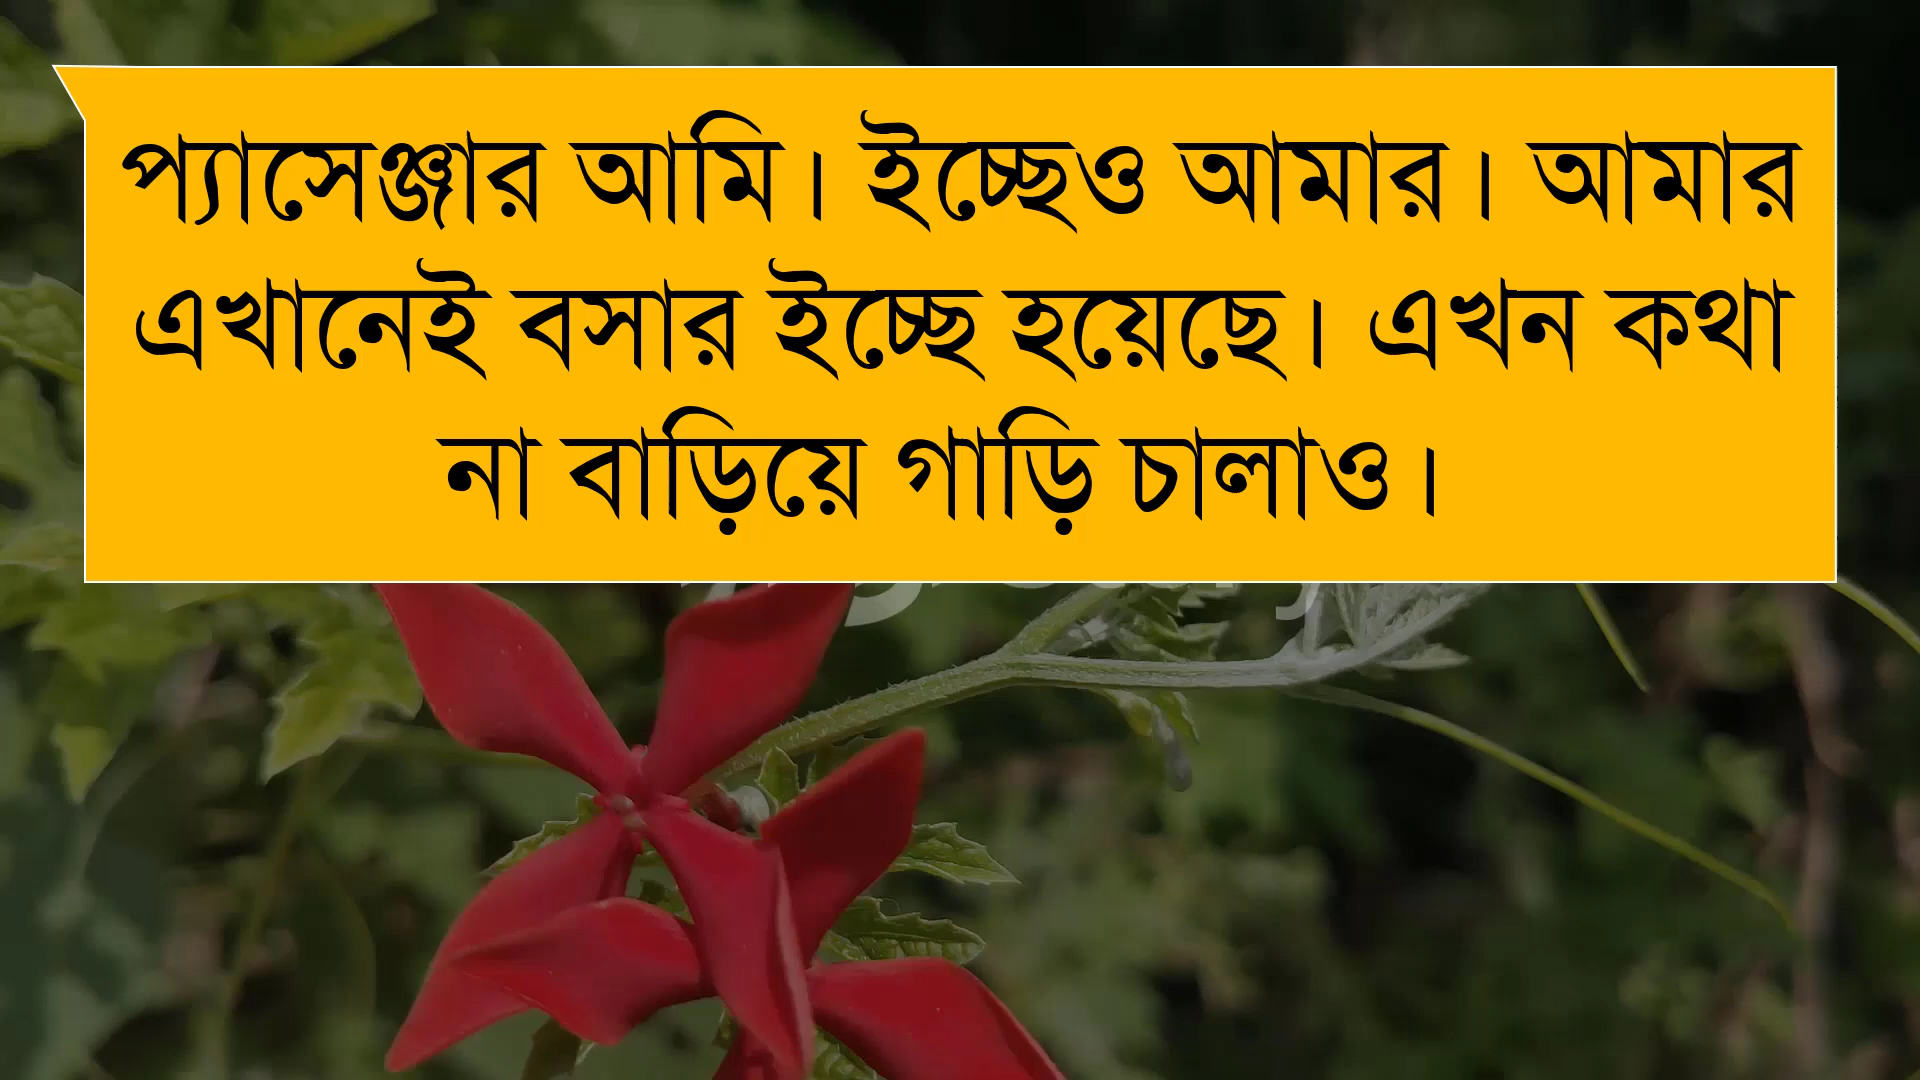 প্যাসেঞ্জার আমি। ইচ্ছেও আমার। আমার
এখানেই বসার ইচ্ছে হয়েছে। এখন কথা
না বাড়িয়ে গাড়ি চালাও।